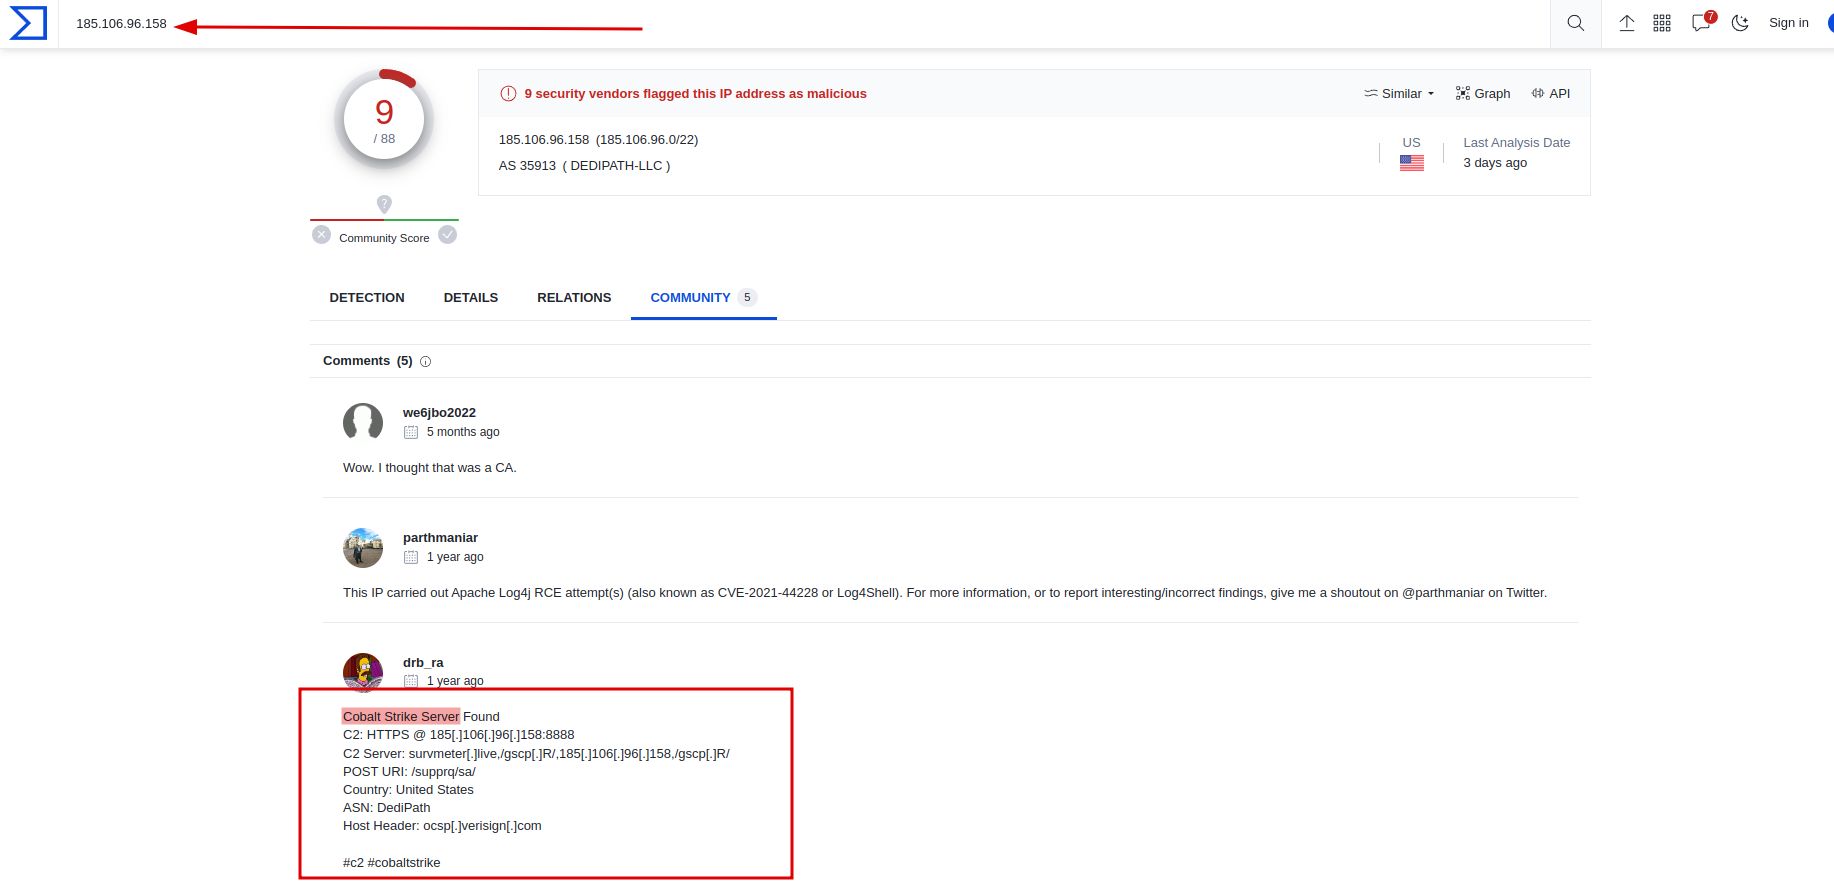 185.106.96.158
7
Sign in
9
/ 88
Community Score
9 security vendors flagged this IP address as malicious
Similar
Graph
API
185.106.96.158 (185.106.96.0/22)
AS 35913 ( DEDIPATH-LLC )
US
Last Analysis Date
3 days ago
DETECTION
DETAILS
RELATIONS
COMMUNITY 5
Comments (5)
we6jbo2022
5 months ago
Wow. I thought that was a CA.
parthmaniar
1 year ago
This IP carried out Apache Log4j RCE attempt(s) (also known as CVE-2021-44228 or Log4Shell). For more information, or to report interesting/incorrect findings, give me a shoutout on @parthmaniar on Twitter.
drb_ra
1 year ago
Cobalt Strike Server Found
C2: HTTPS @ 185[.]106[.]96[.]158:8888
C2 Server: survmeter[.]live,/gscp[.]R/,185[.]106[.]96[.]158,/gscp[.]R/
POST URI: /supprq/sa/
Country: United States
ASN: DediPath
Host Header: ocsp[.]verisign[.]com
#c2 #cobaltstrike